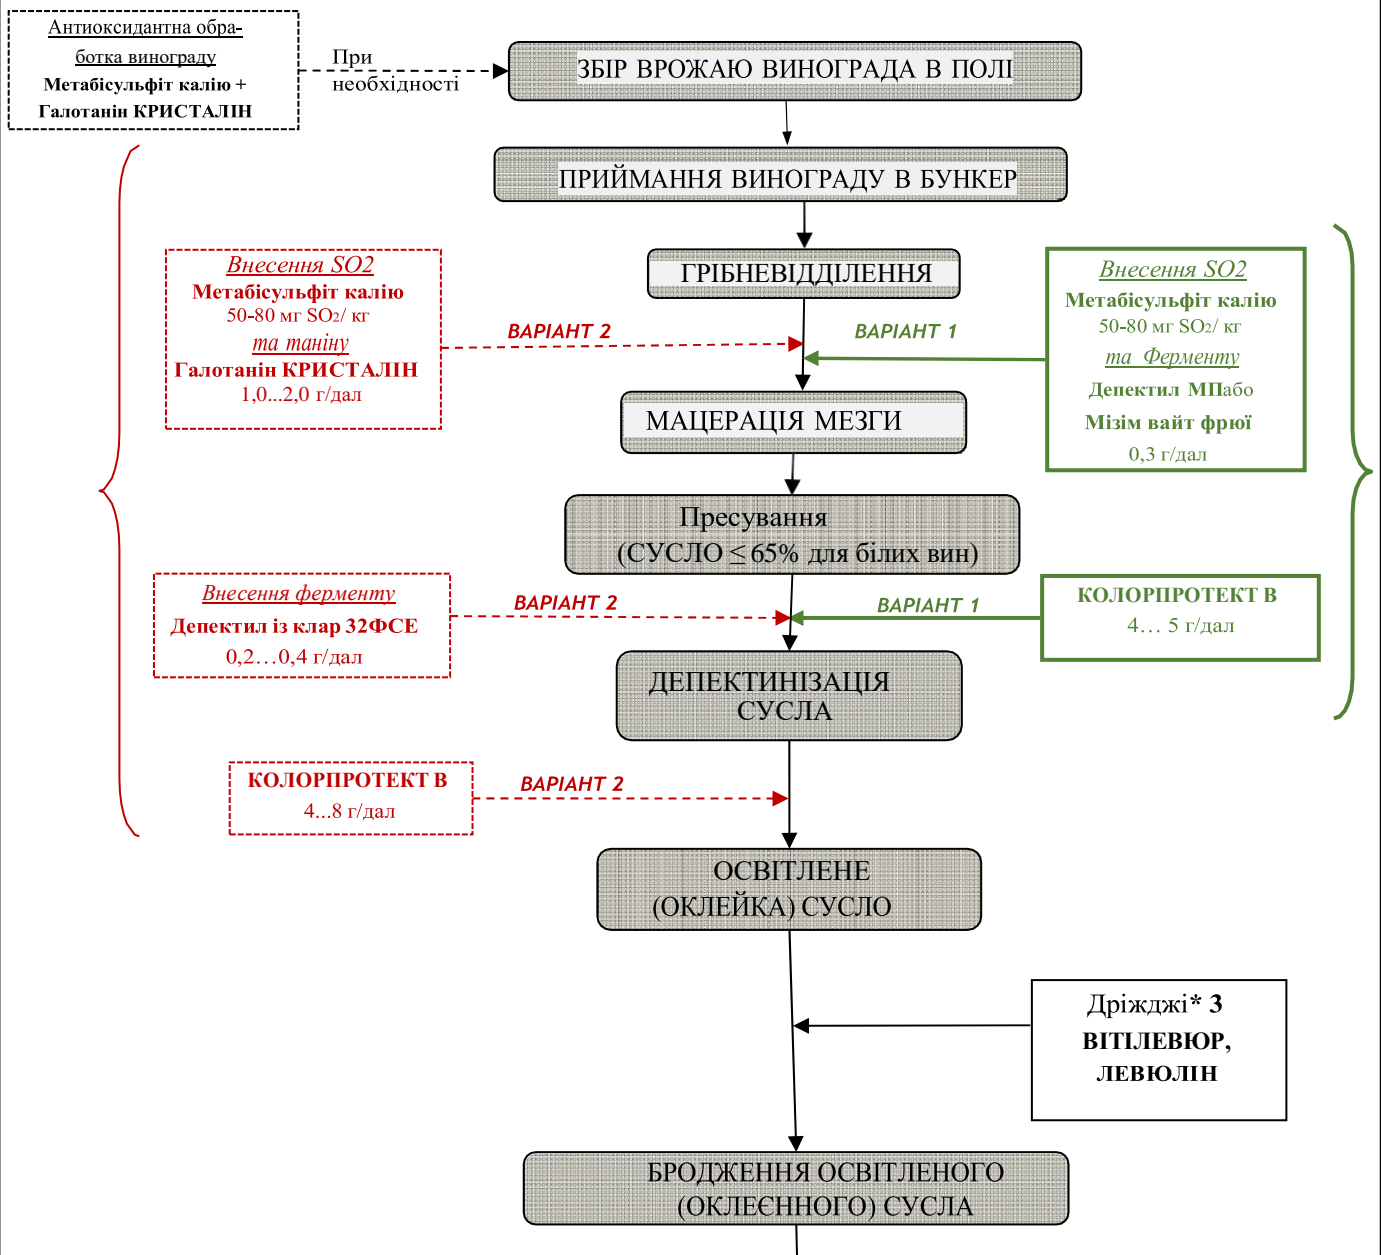 Антиоксидантна обра-
ботка винограду
Метабісульфіт калію +
Галотанін КРИСТАЛІН
При
необхідності
ЗБІР ВРОЖАЮ ВИНОГРАДА В ПОЛІ
ПРИЙМАННЯ ВИНОГРАДУ В БУНКЕР
ГРІБНЕВІДДІЛЕННЯ
Внесення SO2
Метабісульфіт калію
50-80 мг SO2/ кг
та таніну
Галотанін КРИСТАЛІН
1,0...2,0 г/дал
ВАРІАНТ 2
ВАРІАНТ 1
Внесення SO2
Метабісульфіт калію
50-80 мг SO2/ кг
та Ферменту
Депектил МПабо
Мізім вайт фрюї
0,3 г/дал
МАЦЕРАЦІЯ МЕЗГИ
Пресування
(СУСЛО ≤ 65% для білих вин)
Внесення ферменту
Депектил із клар 32ФСЕ
0,2…0,4 г/дал
ВАРІАНТ 2
ВАРІАНТ 1
КОЛОРПРОТЕКТ В
4… 5 г/дал
ДЕПЕКТИНІЗАЦІЯ
СУСЛА
КОЛОРПРОТЕКТ В
4...8 г/дал
ВАРІАНТ 2
ОСВІТЛЕНЕ
(ОКЛЕЙКА) СУСЛО
Дріжджі* 3
ВІТІЛЕВЮР,
ЛЕВЮЛІН
БРОДЖЕННЯ ОСВІТЛЕНОГО
(ОКЛЕЄННОГО) СУСЛА